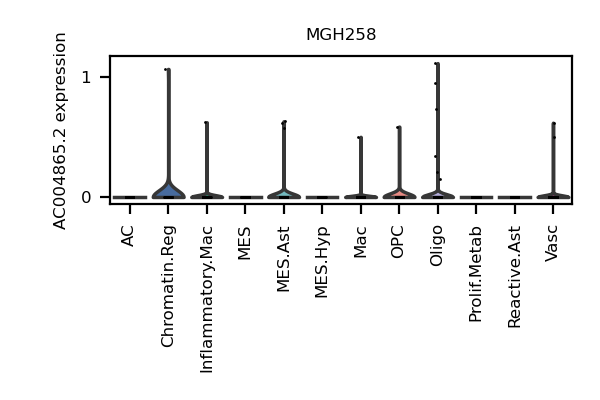 MGH258
AC004865.2 expression
1
0
AC
Chromatin.Reg
Inflammatory.Mac
MES
MES.Ast
MES.Hyp
Mac
OPC
Oligo
Prolif.Metab
Reactive.Ast
Vasc